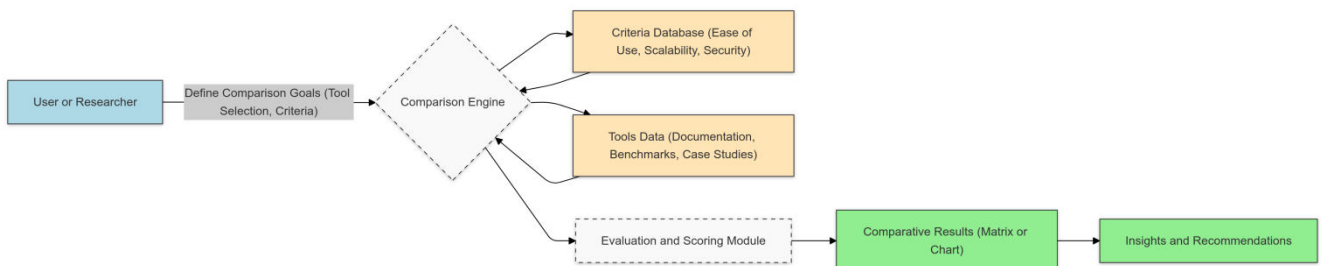 User or Researcher
Define Comparison Goals (Tool
Selection, Criteria)
Comparison Engine
Criteria Database (Ease of
Use, Scalability, Security)
Tools Data (Documentation,
Benchmarks, Case Studies)
Evaluation and Scoring Module
Comparative Results (Matrix or
Chart)
Insights and Recommendations